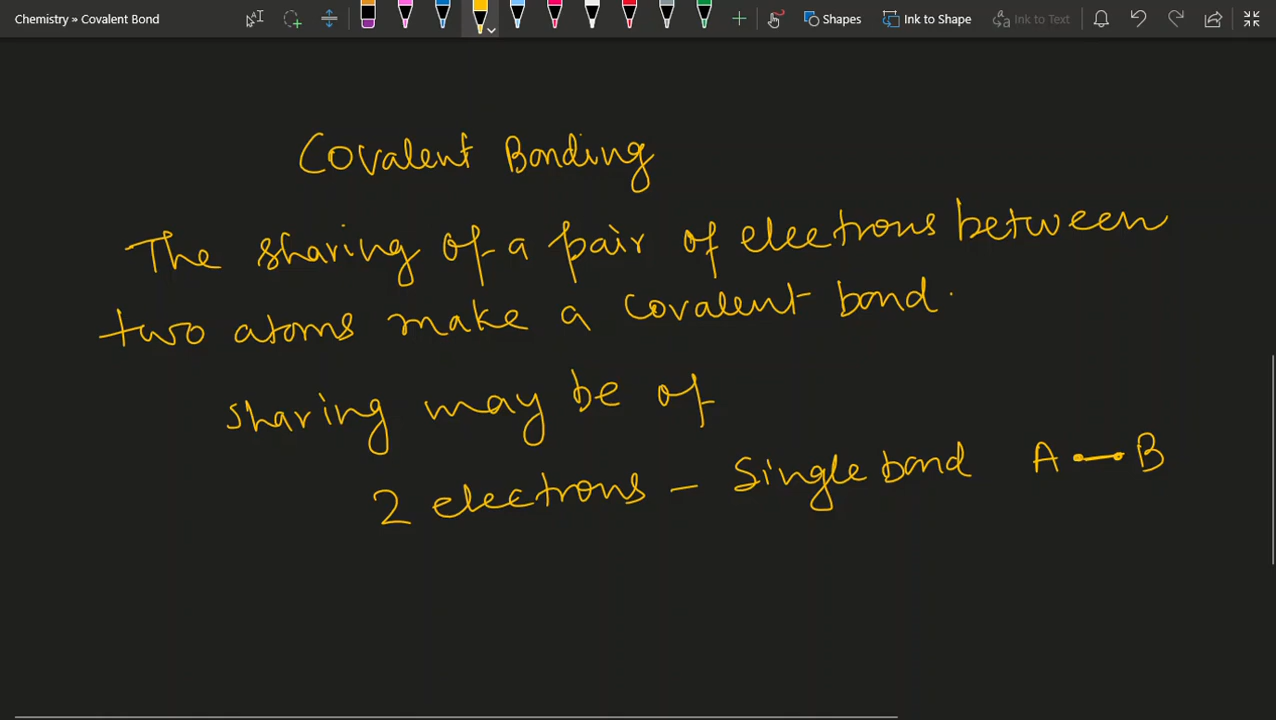 Chemistry » Covalent Bond
Shapes
Ink to Shape
Ink to Text
Covalent Bonding
The sharing of a pair of electrons between
two atoms make a covalent bond.
sharing may be of
2 electrons - Single bond A — B